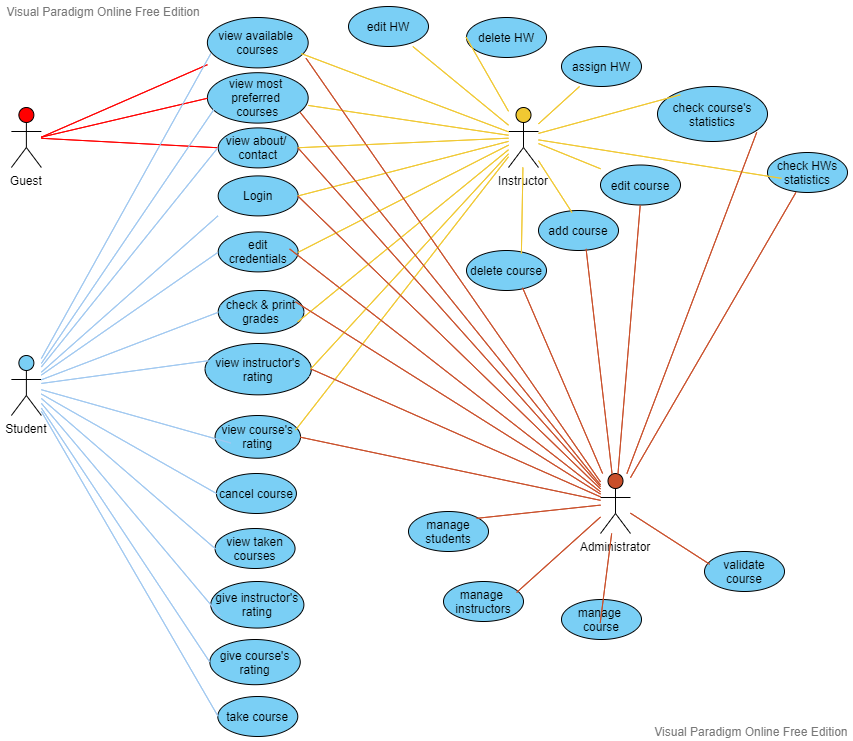 Visual Paradigm Online Free Edition
view available
courses
edit HW
delete HW
assign HW
view most
preferred
courses
check course's
statistics
view about/
contact
Guest
Instructor
check HWs
statistics
Login
edit course
add course
edit
credentials
delete course
check & print
grades
view instructor's
rating
Student
view course's
rating
cancel course
manage
students
Administrator
view taken
courses
validate
course
give instructor's
rating
manage
instructors
manage
course
give course's
rating
take course
Visual Paradigm Online Free Edition